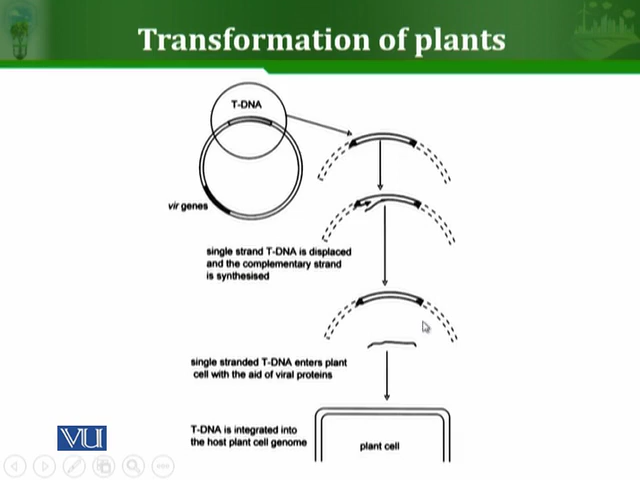 Transformation of plants
T-DNA
vir genes
single strand T-DNA is displaced
and the complementary strand
is synthesised
single stranded T-DNA enters plant
cell with the aid of viral proteins
T-DNA is integrated into
the host plant cell genome
plant cell
VU